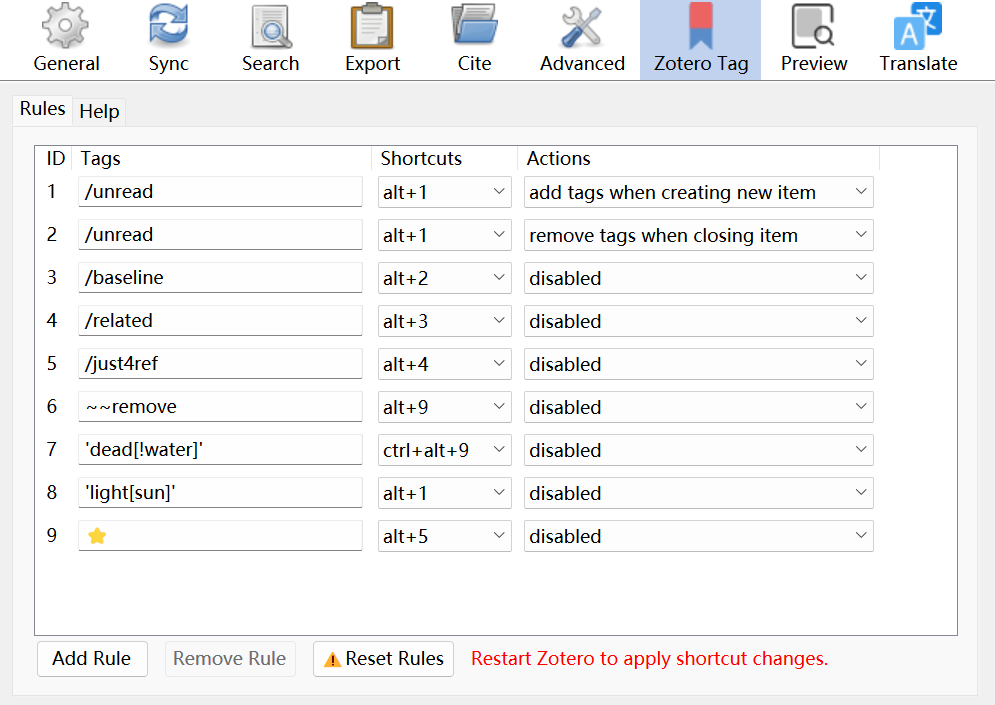 General Sync Search Export Cite Advanced Zotero Tag Preview Translate
Rules Help
ID Tags Shortcuts Actions
1 /unread alt+1 add tags when creating new item
2 /unread alt+1 remove tags when closing item
3 /baseline alt+2 disabled
4 /related alt+3 disabled
5 /just4ref alt+4 disabled
6 ~~remove alt+9 disabled
7 'dead[!water]' ctrl+alt+9 disabled
8 'light[sun]' alt+1 disabled
9 ⭐ alt+5 disabled
Add Rule Remove Rule ⚠ Reset Rules Restart Zotero to apply shortcut changes.